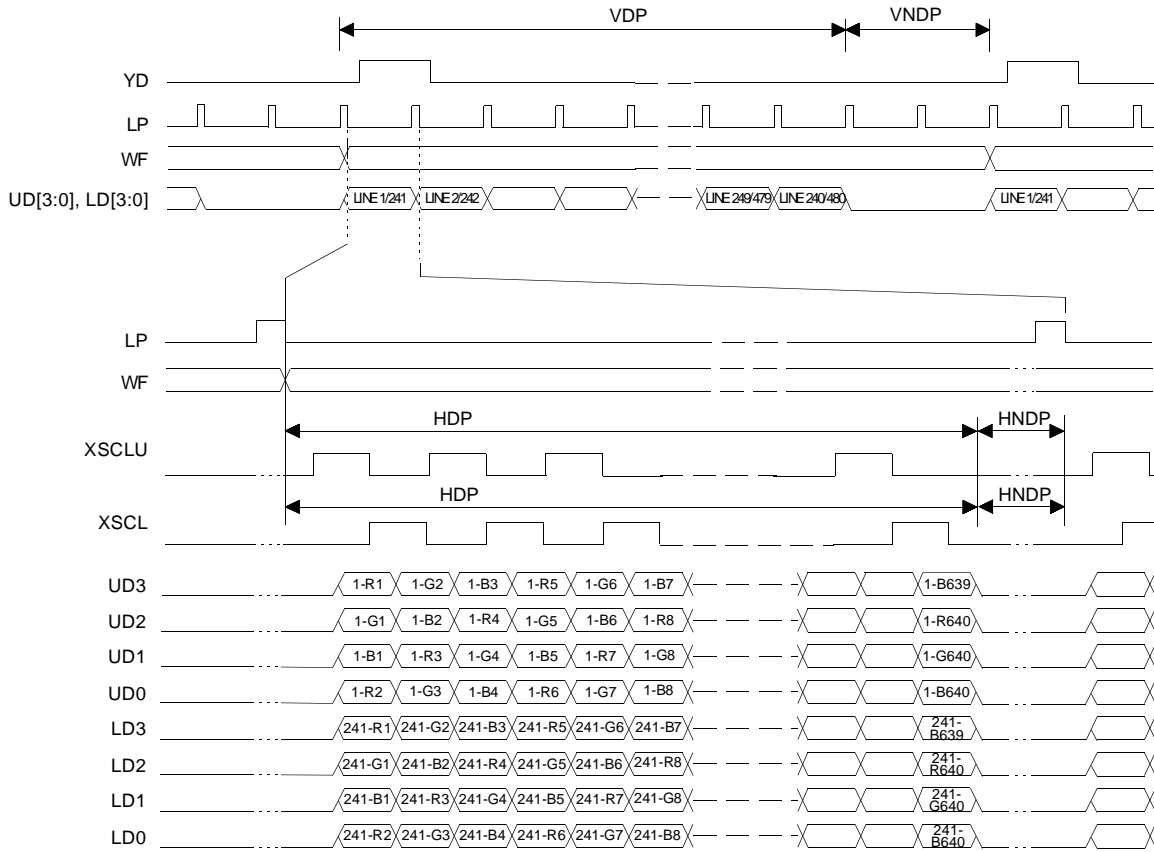 VDP VNDP
YD
LP
WF
UD[3:0], LD[3:0] LINE 1/241 LINE 2/242 LINE 249/479 LINE 240/480 LINE 1/241
LP
WF
HDP HNDP
XSCLU
HDP HNDP
XSCL
UD3 1-R1 1-G2 1-B3 1-R5 1-G6 1-B7 1-B639
UD2 1-G1 1-B2 1-R4 1-G5 1-B6 1-R8 1-R640
UD1 1-B1 1-R3 1-G4 1-B5 1-R7 1-G8 1-G640
UD0 1-R2 1-G3 1-B4 1-R6 1-G7 1-B8 1-B640
LD3 241-R1 241-G2 241-B3 241-R5 241-G6 241-B7 241-B639
LD2 241-G1 241-B2 241-R4 241-G5 241-B6 241-R8 241-R640
LD1 241-B1 241-R3 241-G4 241-B5 241-R7 241-G8 241-G640
LD0 241-R2 241-G3 241-B4 241-R6 241-G7 241-B8 241-B640